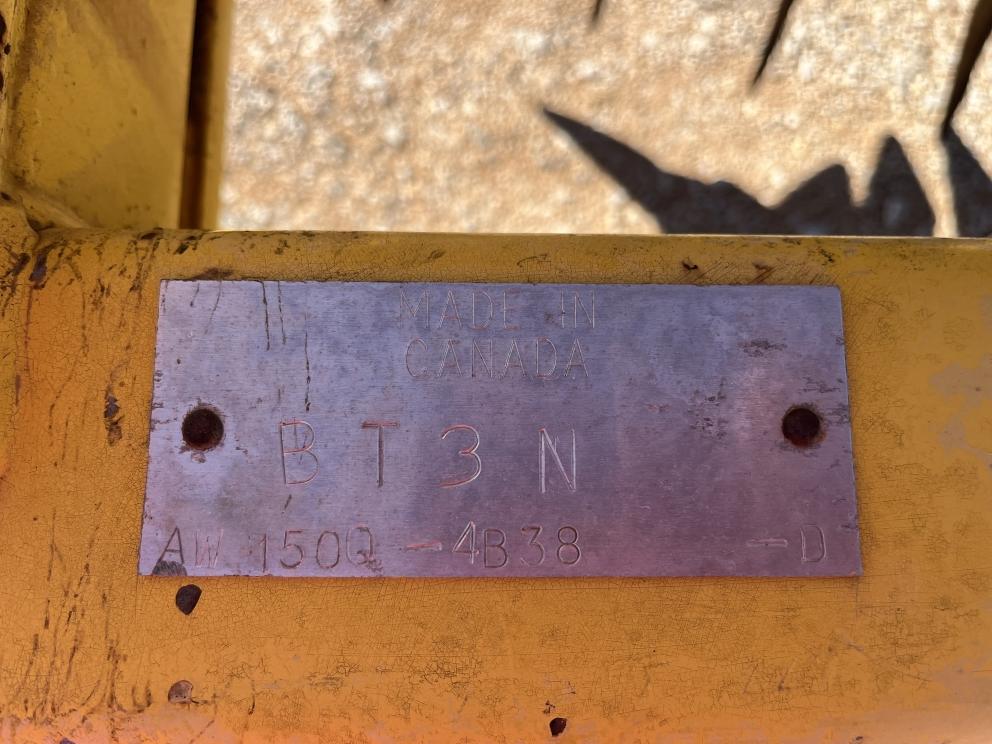 MADE IN
CANADA
BT3N
AW 150Q - 4B38 - D